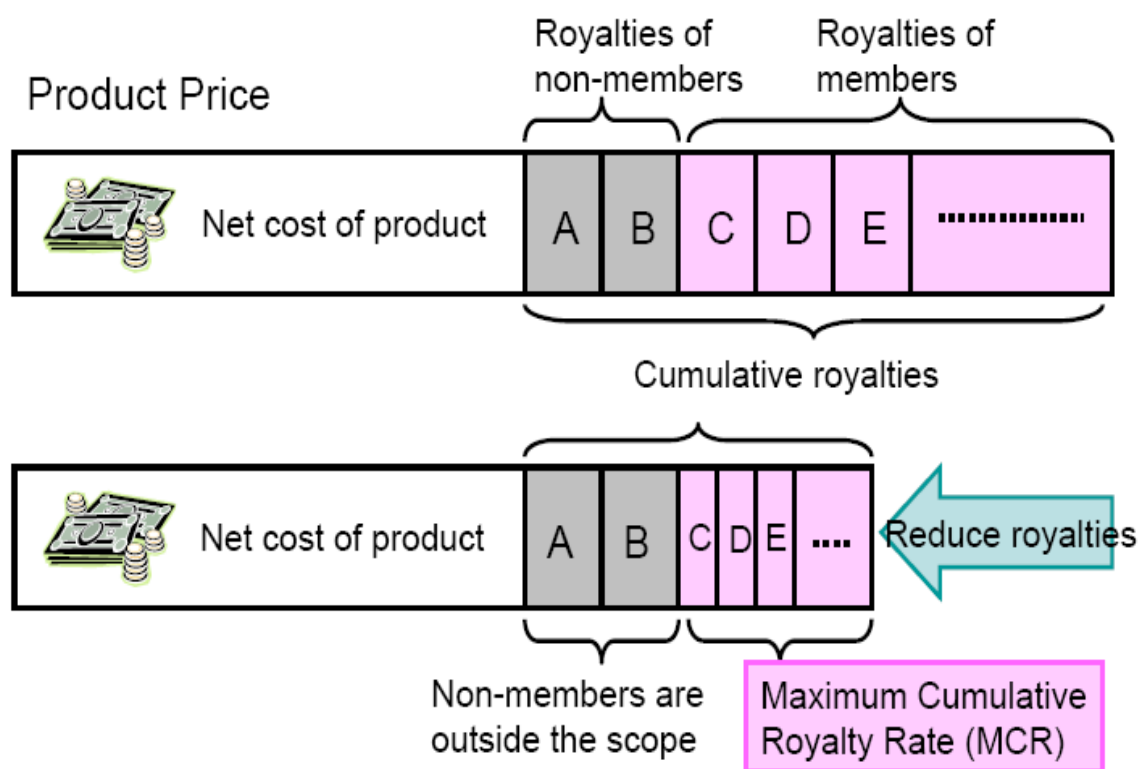 Royalties of
non-members
Royalties of
members
Product Price
Net cost of product
A
B
C
D
E
Cumulative royalties
Net cost of product
A
B
C
D
E
....
Reduce royalties
Non-members are
outside the scope
Maximum Cumulative
Royalty Rate (MCR)